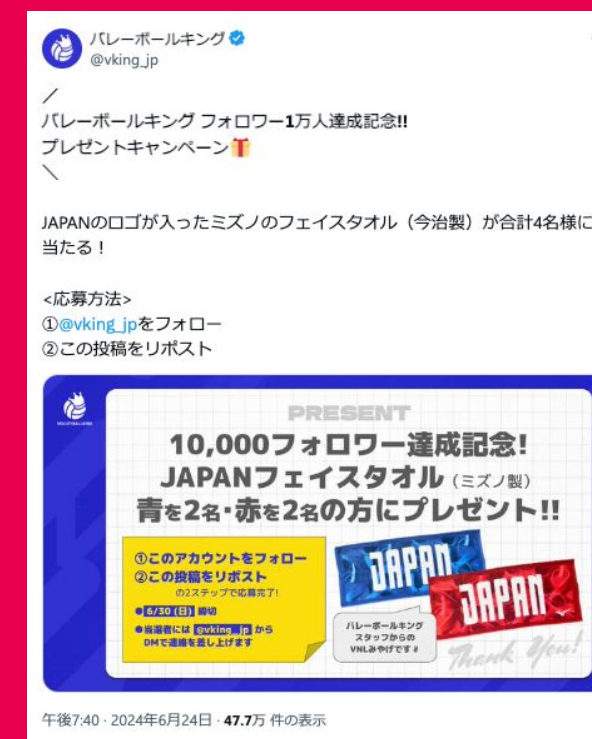 バレーボールキング
@vking_jp
／
バレーボールキング フォロワー1万人達成記念!!
プレゼントキャンペーン🎁
＼
JAPANのロゴが入ったミズノのフェイスタオル（今治製）が合計4名様に
当たる！
<応募方法>
①@vking_jpをフォロー
②この投稿をリポスト
PRESENT
10,000フォロワー達成記念!
JAPANフェイスタオル（ミズノ製）
青を2名・赤を2名の方にプレゼント!!
①このアカウントをフォロー
②この投稿をリポスト
の2ステップで応募完了!
●6/30(日)締切
●当選者には @vking_jp から
DMで連絡を差し上げます
JAPAN
JAPAN
バレーボールキング
スタッフからの
VNLみやげです✌
Thank You!
午後7:40 · 2024年6月24日 · 47.7万 件の表示